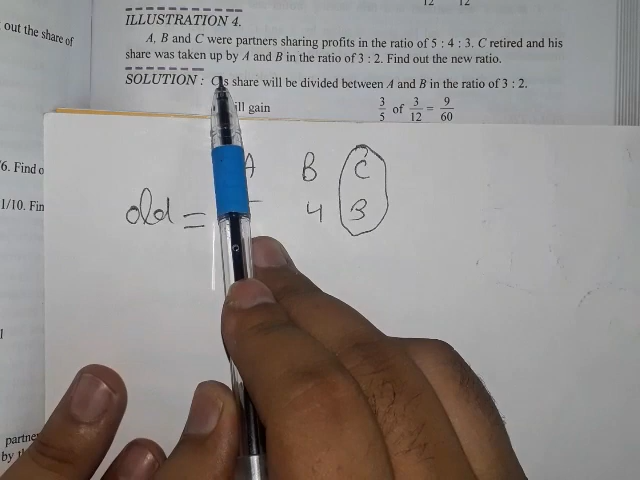 12 12
out the share of
ILLUSTRATION 4.
A, B and C were partners sharing profits in the ratio of 5 : 4 : 3. C retired and his
share was taken up by A and B in the ratio of 3 : 2. Find out the new ratio.
SOLUTION : C's share will be divided between A and B in the ratio of 3 : 2.
ill gain 3/5 of 3/12 = 9/60
/6. Find o
1/10. Fin
A B C
old = 4 3
partne
by t